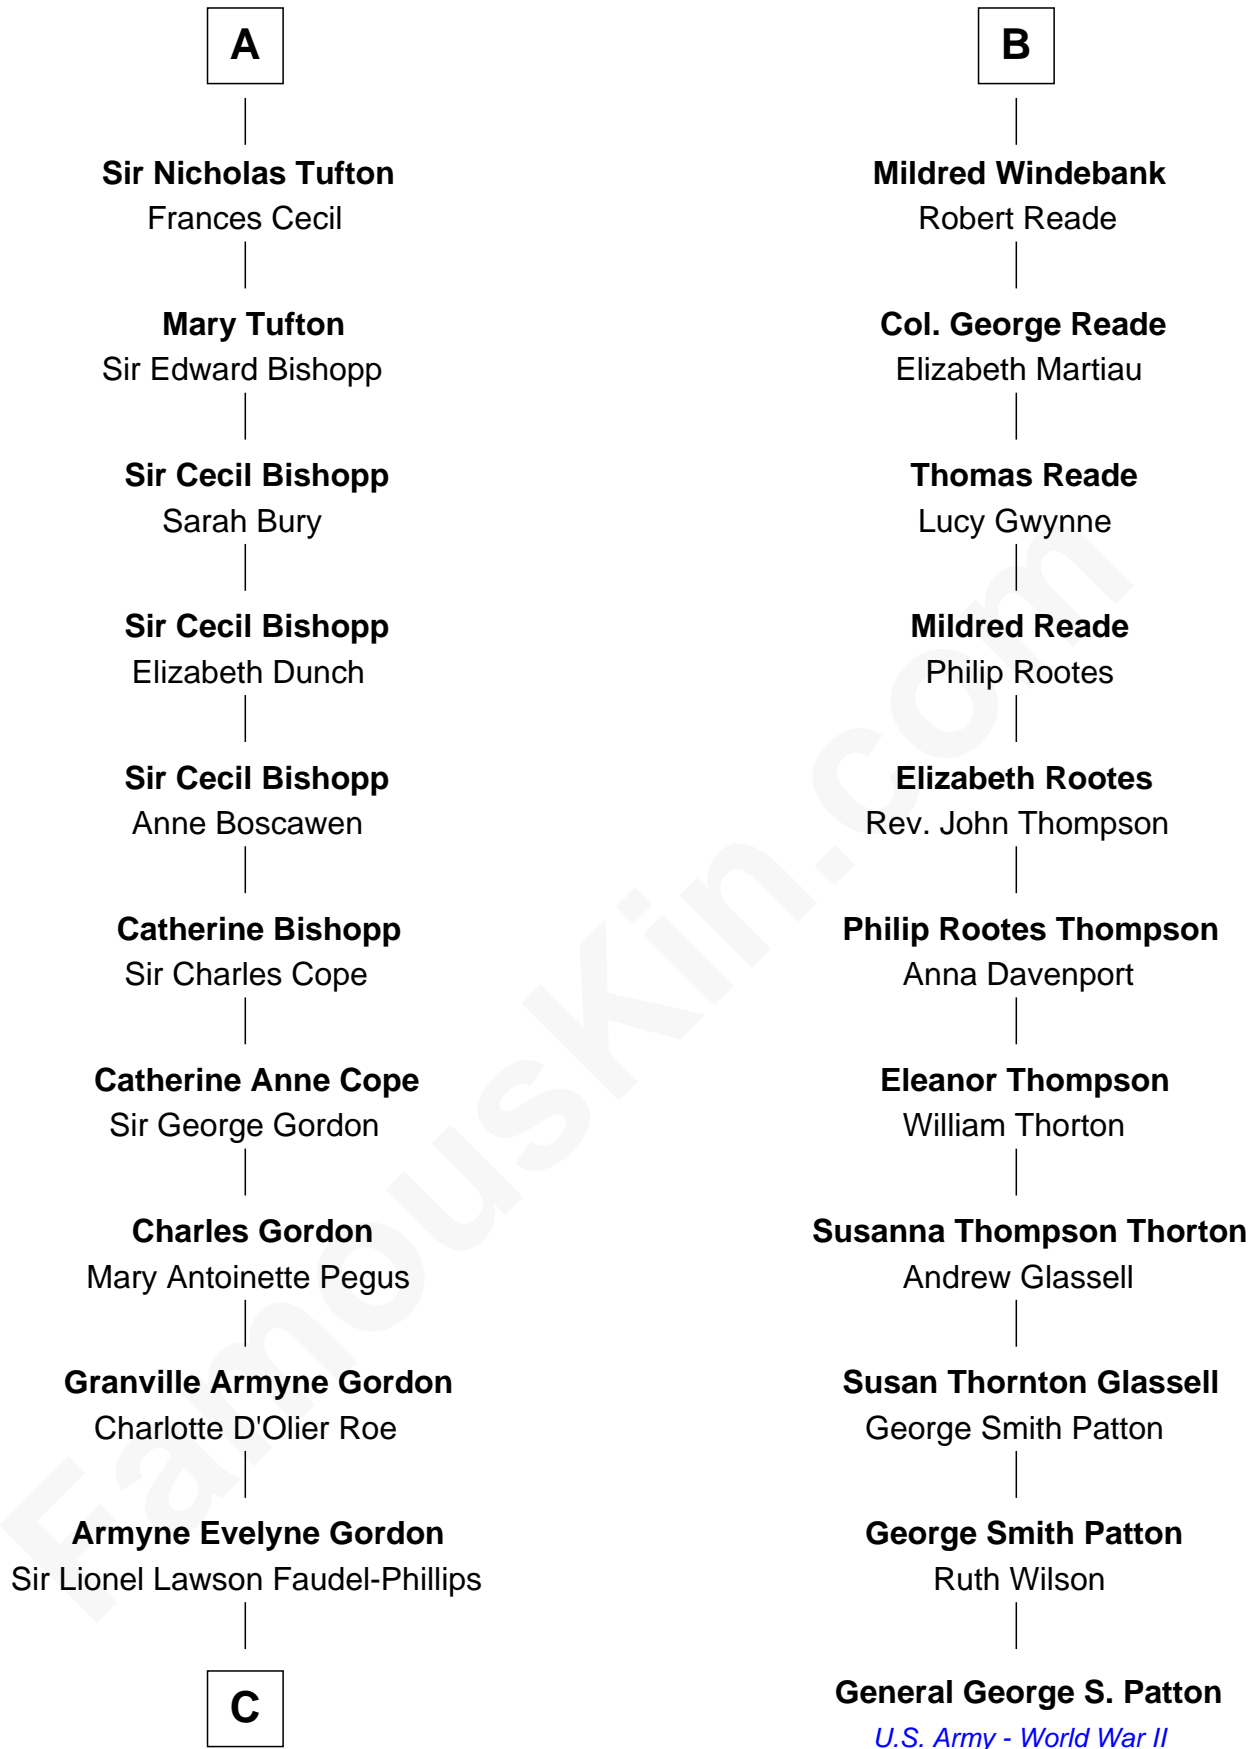 A
Sir Nicholas Tufton
Frances Cecil
Mary Tufton
Sir Edward Bishopp
Sir Cecil Bishopp
Sarah Bury
Sir Cecil Bishopp
Elizabeth Dunch
Sir Cecil Bishopp
Anne Boscawen
Catherine Bishopp
Sir Charles Cope
Catherine Anne Cope
Sir George Gordon
Charles Gordon
Mary Antoinette Pegus
Granville Armyne Gordon
Charlotte D'Olier Roe
Armyne Evelyne Gordon
Sir Lionel Lawson Faudel-Phillips
C
B
Mildred Windebank
Robert Reade
Col. George Reade
Elizabeth Martiau
Thomas Reade
Lucy Gwynne
Mildred Reade
Philip Rootes
Elizabeth Rootes
Rev. John Thompson
Philip Rootes Thompson
Anna Davenport
Eleanor Thompson
William Thorton
Susanna Thompson Thorton
Andrew Glassell
Susan Thornton Glassell
George Smith Patton
George Smith Patton
Ruth Wilson
General George S. Patton
U.S. Army - World War II
FamousKin.com